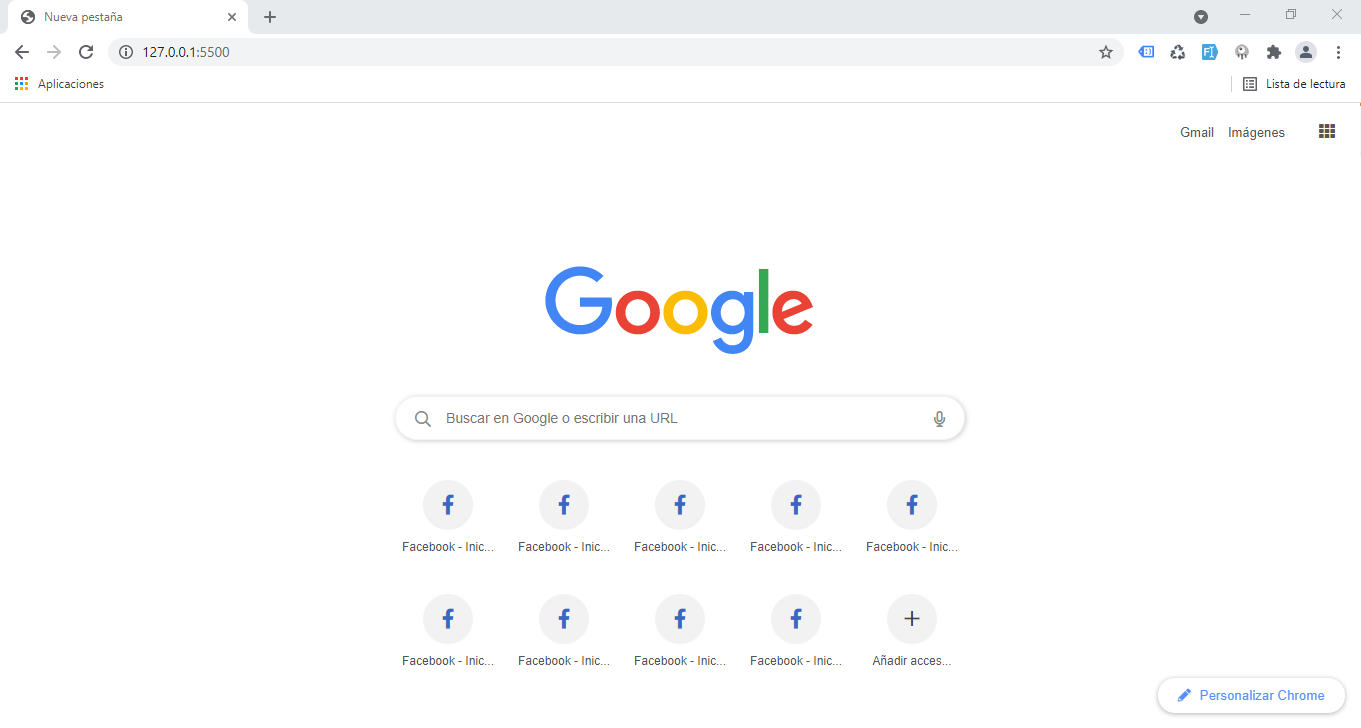 Nueva pestaña
127.0.0.1:5500
Aplicaciones
Lista de lectura
Gmail Imágenes
Google
Buscar en Google o escribir una URL
Facebook - Inic... Facebook - Inic... Facebook - Inic... Facebook - Inic... Facebook - Inic...
Facebook - Inic... Facebook - Inic... Facebook - Inic... Facebook - Inic... Añadir acces...
Personalizar Chrome